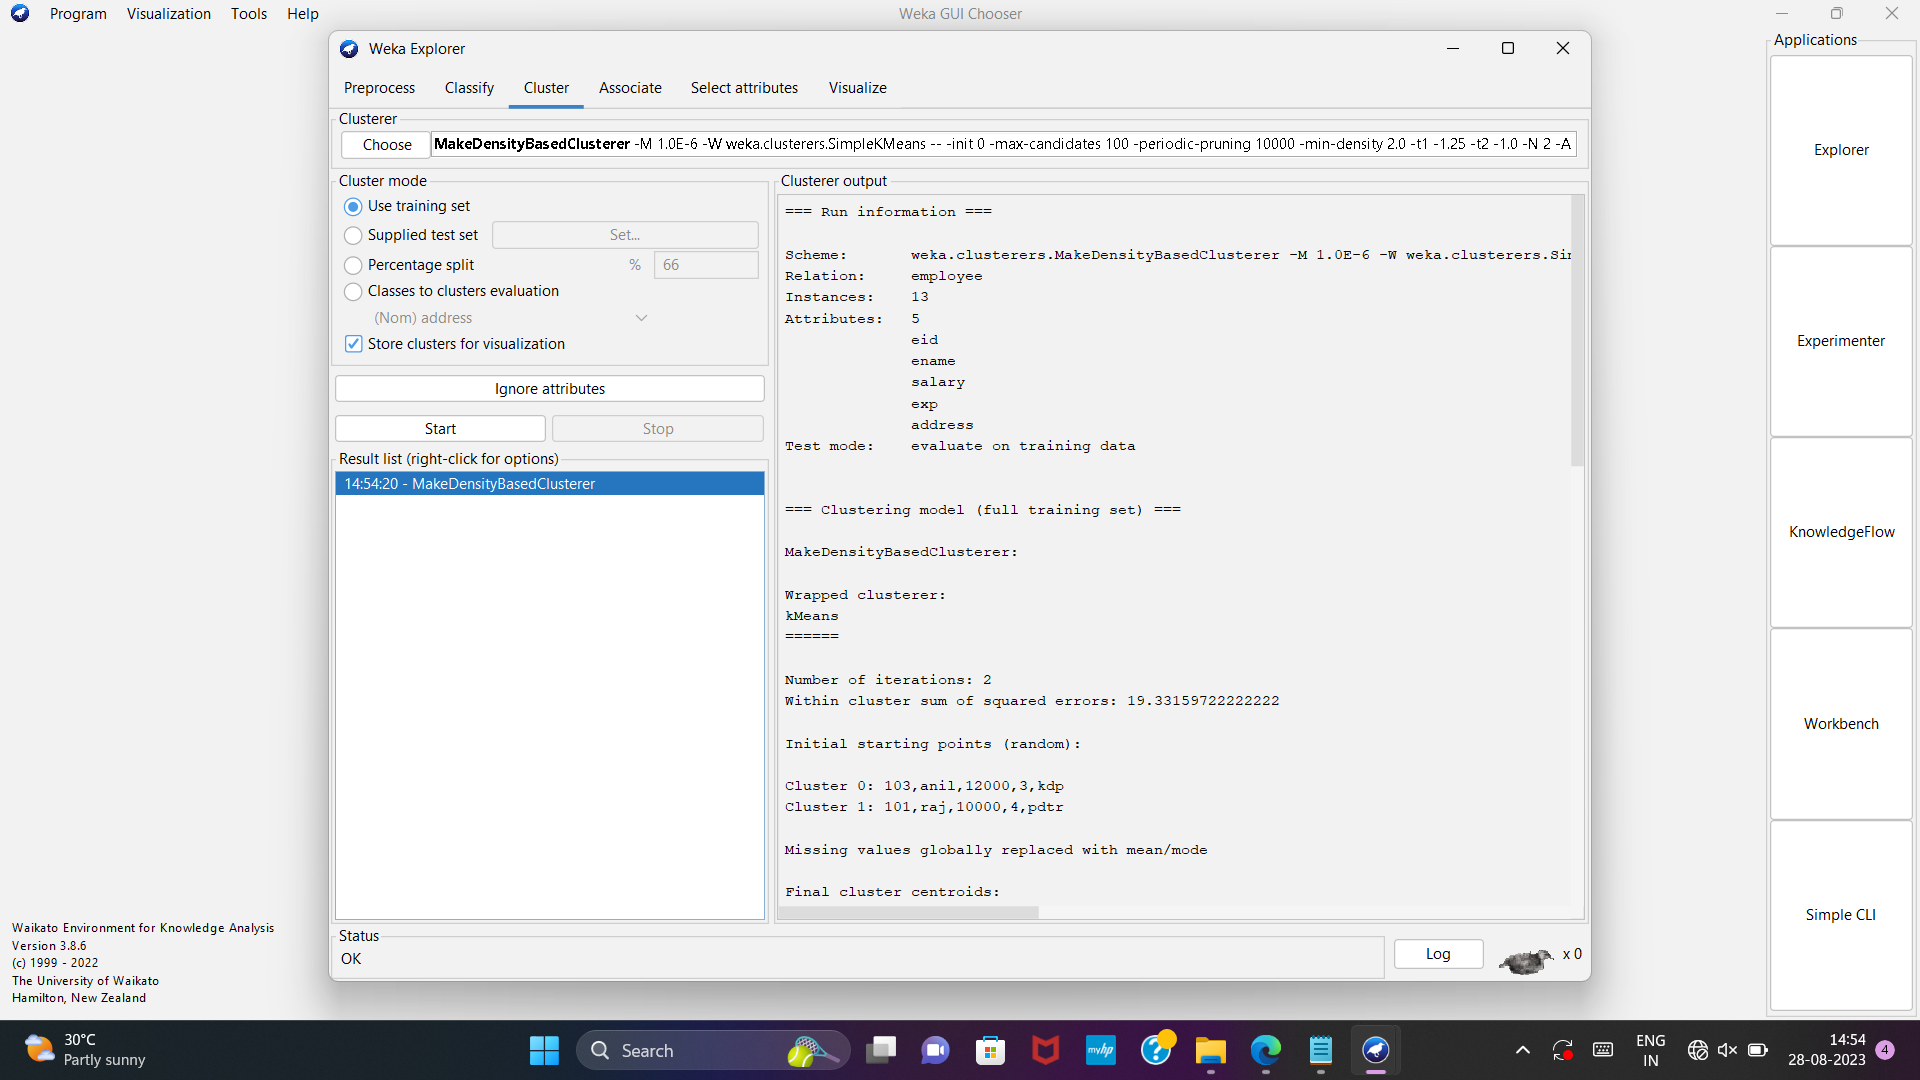 Program Visualization Tools Help
Weka GUI Chooser
Applications
Weka Explorer
Preprocess Classify Cluster Associate Select attributes Visualize
Clusterer
Choose MakeDensityBasedClusterer -M 1.0E-6 -W weka.clusterers.SimpleKMeans -- -init 0 -max-candidates 100 -periodic-pruning 10000 -min-density 2.0 -t1 -1.25 -t2 -1.0 -N 2 -A
Cluster mode
Use training set
Supplied test set Set...
Percentage split % 66
Classes to clusters evaluation
(Nom) address
Store clusters for visualization
Ignore attributes
Start Stop
Result list (right-click for options)
14:54:20 - MakeDensityBasedClusterer
Clusterer output
=== Run information ===
Scheme: weka.clusterers.MakeDensityBasedClusterer -M 1.0E-6 -W weka.clusterers.Sim
Relation: employee
Instances: 13
Attributes: 5
eid
ename
salary
exp
address
Test mode: evaluate on training data
=== Clustering model (full training set) ===
MakeDensityBasedClusterer:
Wrapped clusterer:
kMeans
======
Number of iterations: 2
Within cluster sum of squared errors: 19.33159722222222
Initial starting points (random):
Cluster 0: 103,anil,12000,3,kdp
Cluster 1: 101,raj,10000,4,pdtr
Missing values globally replaced with mean/mode
Final cluster centroids:
Status
OK
Log x 0
Explorer
Experimenter
KnowledgeFlow
Workbench
Simple CLI
Waikato Environment for Knowledge Analysis
Version 3.8.6
(c) 1999 - 2022
The University of Waikato
Hamilton, New Zealand
30°C
Partly sunny
Search
myhp
ENG
IN
14:54
28-08-2023
4